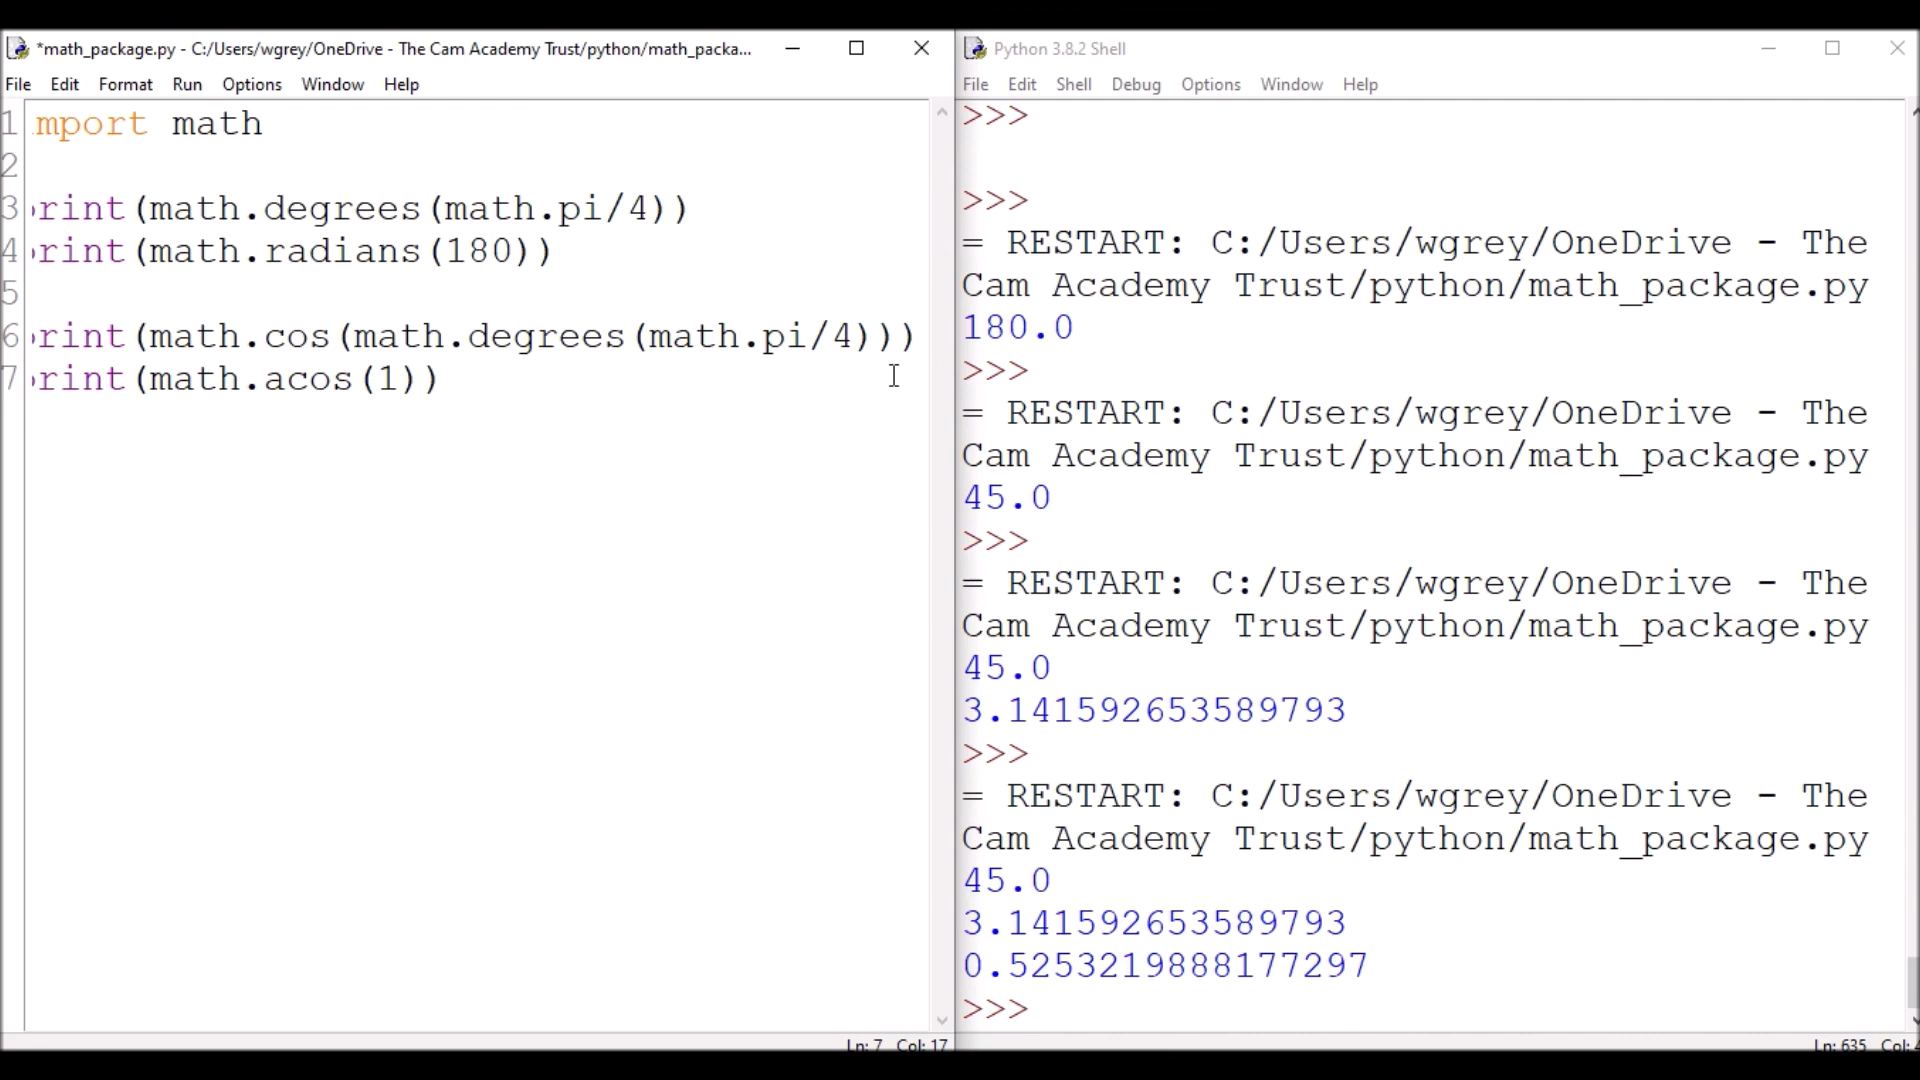 *math_package.py - C:/Users/wgrey/OneDrive - The Cam Academy Trust/python/math_packa...
File Edit Format Run Options Window Help
1 mport math
2
3 rint(math.degrees(math.pi/4))
4 rint(math.radians(180))
5
6 rint(math.cos(math.degrees(math.pi/4)))
7 rint(math.acos(1))
Ln: 7 Col: 17
Python 3.8.2 Shell
File Edit Shell Debug Options Window Help
>>>
>>>
= RESTART: C:/Users/wgrey/OneDrive - The
Cam Academy Trust/python/math_package.py
180.0
>>>
= RESTART: C:/Users/wgrey/OneDrive - The
Cam Academy Trust/python/math_package.py
45.0
>>>
= RESTART: C:/Users/wgrey/OneDrive - The
Cam Academy Trust/python/math_package.py
45.0
3.141592653589793
>>>
= RESTART: C:/Users/wgrey/OneDrive - The
Cam Academy Trust/python/math_package.py
45.0
3.141592653589793
0.5253219888177297
>>>
Ln: 635 Col: 4